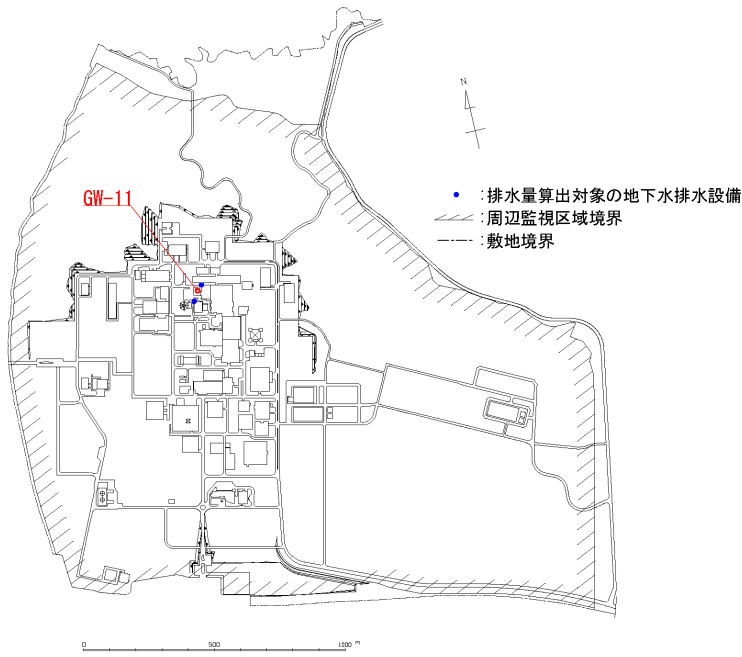 N
GW-11
:排水量算出対象の地下水排水設備
:周辺監視区域境界
:敷地境界
0 500 1000 (m)